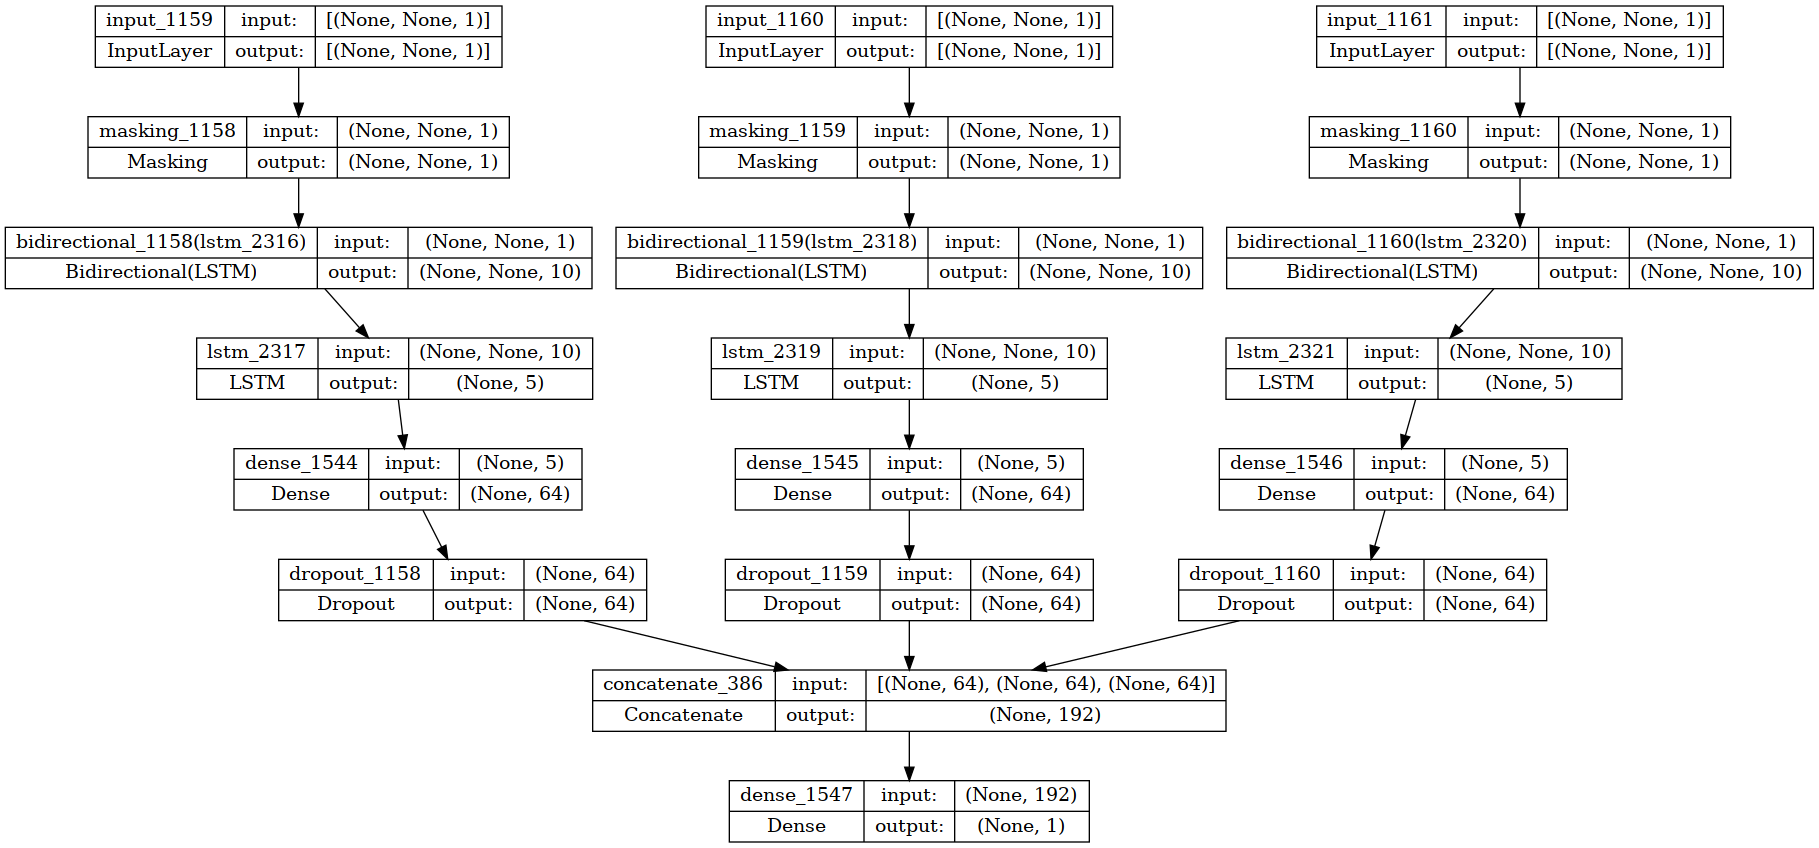 input_1159 input: [(None, None, 1)]
InputLayer output: [(None, None, 1)]
input_1160 input: [(None, None, 1)]
InputLayer output: [(None, None, 1)]
input_1161 input: [(None, None, 1)]
InputLayer output: [(None, None, 1)]
masking_1158 input: (None, None, 1)
Masking output: (None, None, 1)
masking_1159 input: (None, None, 1)
Masking output: (None, None, 1)
masking_1160 input: (None, None, 1)
Masking output: (None, None, 1)
bidirectional_1158(lstm_2316) input: (None, None, 1)
Bidirectional(LSTM) output: (None, None, 10)
bidirectional_1159(lstm_2318) input: (None, None, 1)
Bidirectional(LSTM) output: (None, None, 10)
bidirectional_1160(lstm_2320) input: (None, None, 1)
Bidirectional(LSTM) output: (None, None, 10)
lstm_2317 input: (None, None, 10)
LSTM output: (None, 5)
lstm_2319 input: (None, None, 10)
LSTM output: (None, 5)
lstm_2321 input: (None, None, 10)
LSTM output: (None, 5)
dense_1544 input: (None, 5)
Dense output: (None, 64)
dense_1545 input: (None, 5)
Dense output: (None, 64)
dense_1546 input: (None, 5)
Dense output: (None, 64)
dropout_1158 input: (None, 64)
Dropout output: (None, 64)
dropout_1159 input: (None, 64)
Dropout output: (None, 64)
dropout_1160 input: (None, 64)
Dropout output: (None, 64)
concatenate_386 input: [(None, 64), (None, 64), (None, 64)]
Concatenate output: (None, 192)
dense_1547 input: (None, 192)
Dense output: (None, 1)